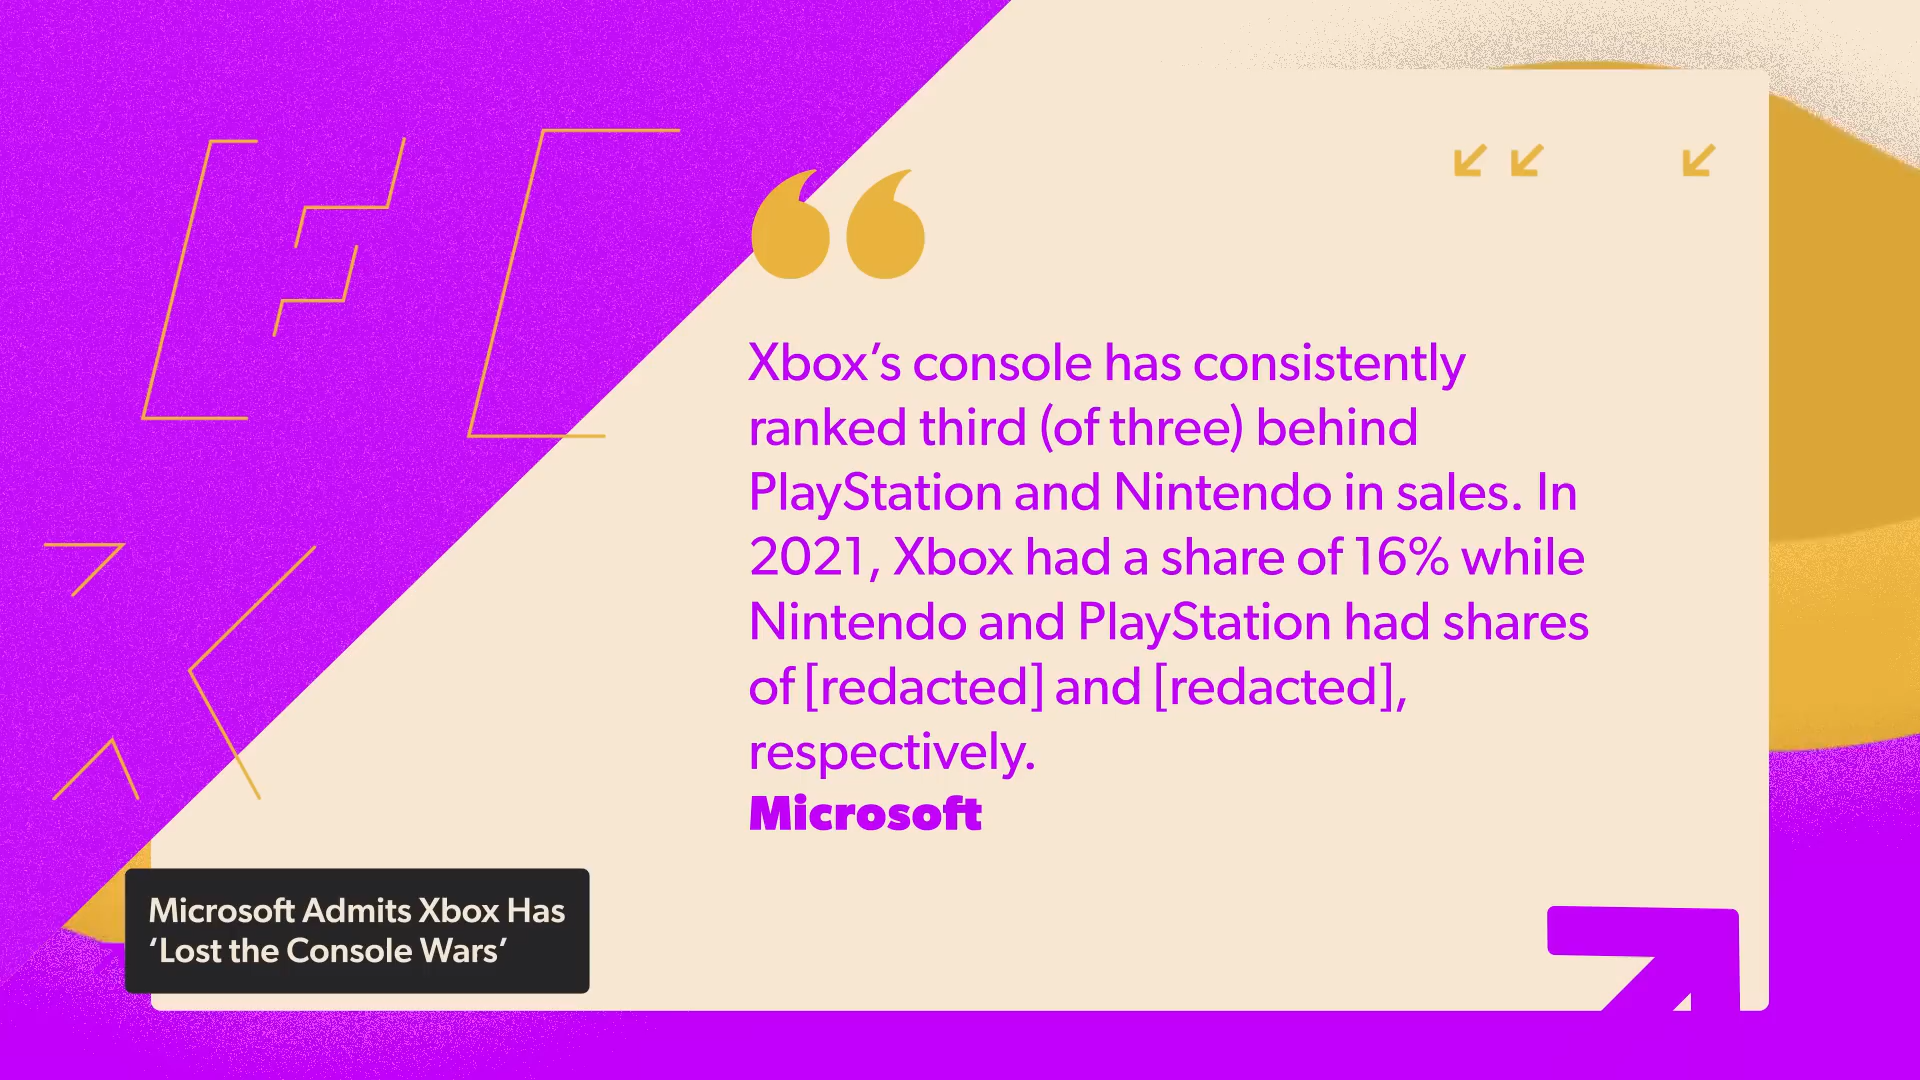 Xbox’s console has consistently
ranked third (of three) behind
PlayStation and Nintendo in sales. In
2021, Xbox had a share of 16% while
Nintendo and PlayStation had shares
of [redacted] and [redacted],
respectively.
Microsoft
Microsoft Admits Xbox Has
‘Lost the Console Wars’